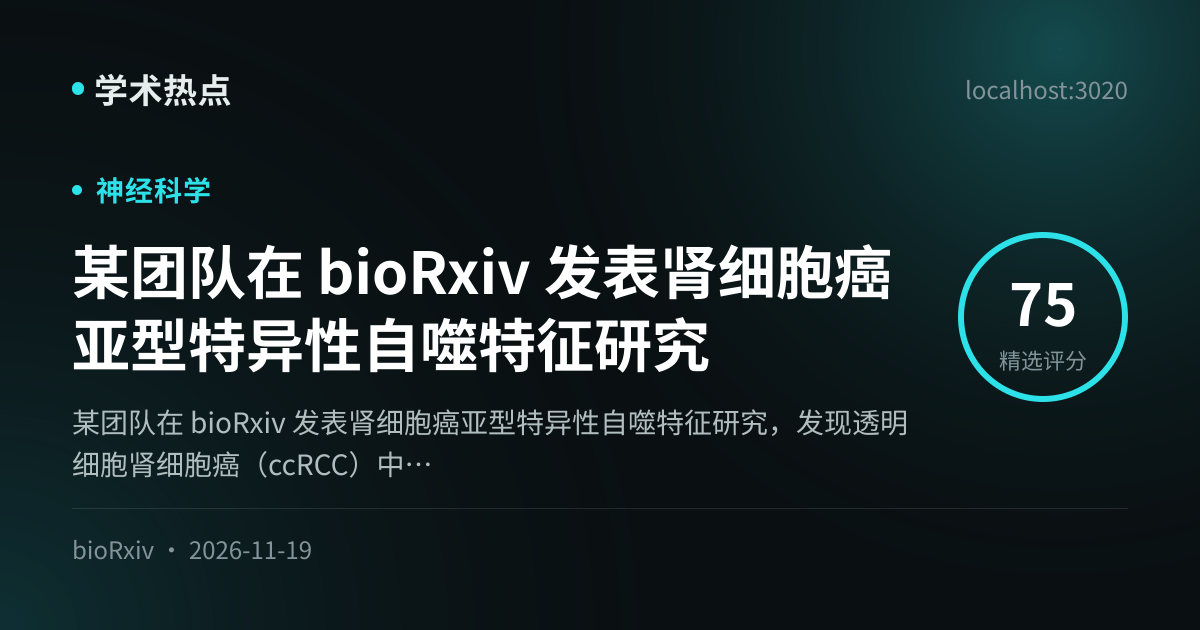 学术热点
localhost:3020
神经科学
某团队在 bioRxiv 发表肾细胞癌
亚型特异性自噬特征研究
75
精选评分
某团队在 bioRxiv 发表肾细胞癌亚型特异性自噬特征研究，发现透明
细胞肾细胞癌（ccRCC）中…
bioRxiv · 2026-11-19